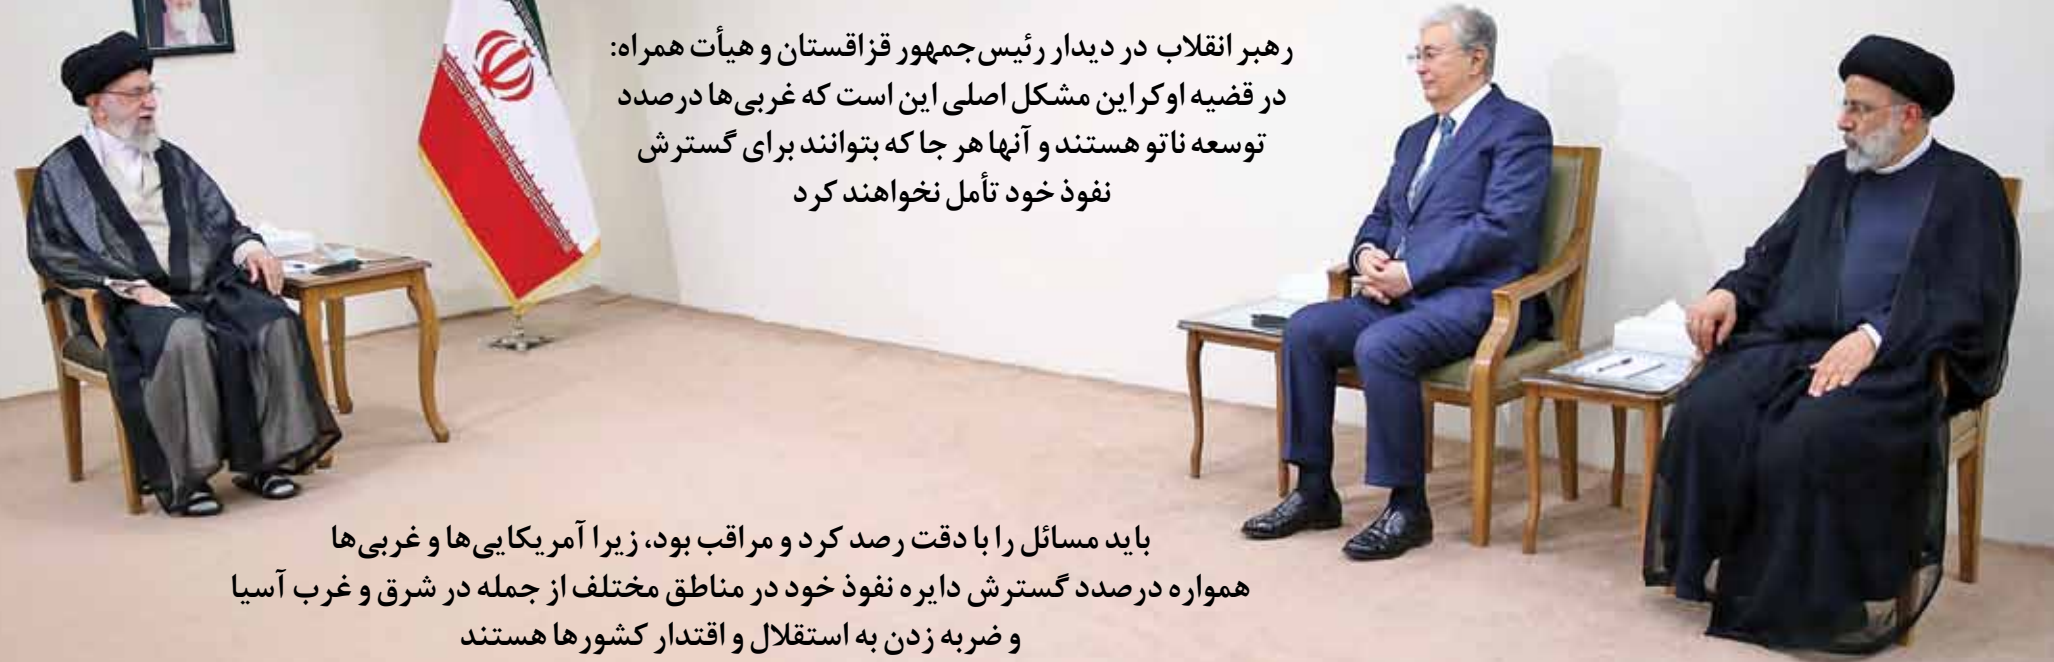 رهبر انقلاب در دیدار رئیس‌جمهور قزاقستان و هیأت همراه:
در قضیه اوکراین مشکل اصلی این است که غربی‌ها درصدد
توسعه ناتو هستند و آنها هر جا که بتوانند برای گسترش
نفوذ خود تأمل نخواهند کرد
باید مسائل را با دقت رصد کرد و مراقب بود، زیرا آمریکایی‌ها و غربی‌ها
همواره درصدد گسترش دایره نفوذ خود در مناطق مختلف از جمله در شرق و غرب آسیا
و ضربه زدن به استقلال و اقتدار کشورها هستند